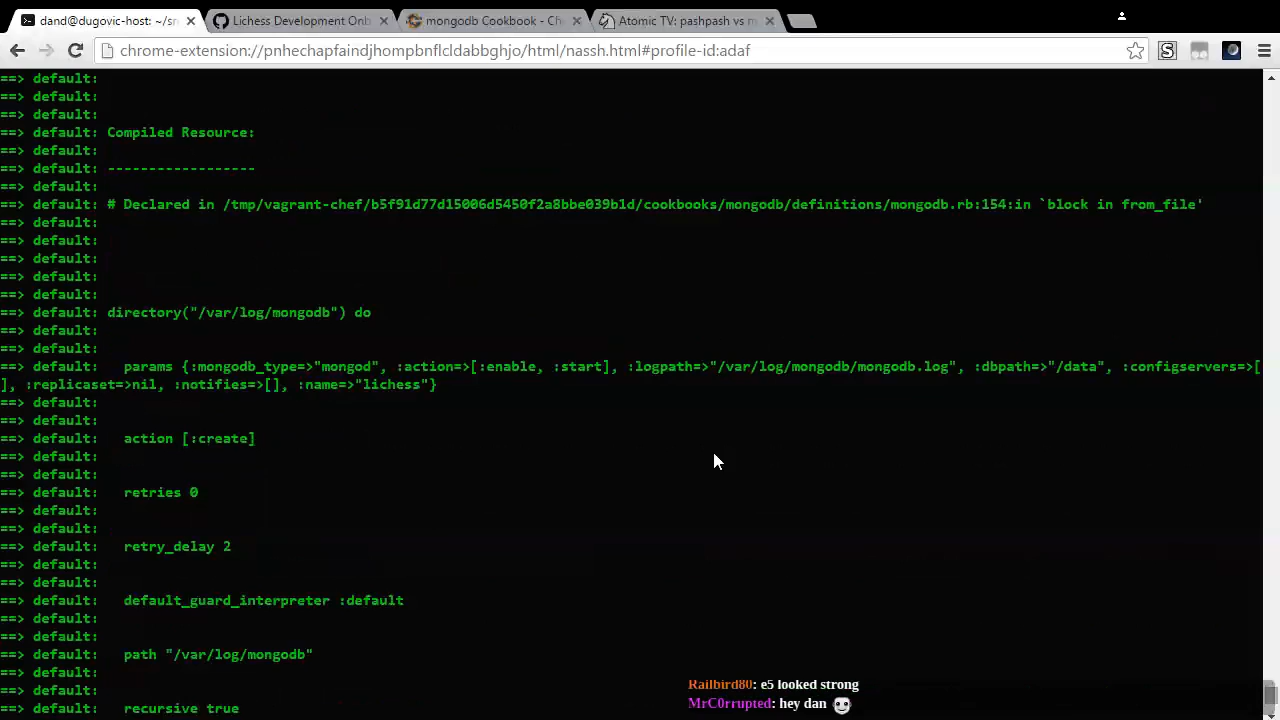 dand@dugovic-host: ~/sn
Lichess Development Onb
mongodb Cookbook - Che
Atomic TV: pashpash vs m
chrome-extension://pnhechapfaindjhompbnflcldabbghjo/html/nassh.html#profile-id:adaf
==> default:
==> default:
==> default:
==> default: Compiled Resource:
==> default:
==> default: ------------------
==> default:
==> default: # Declared in /tmp/vagrant-chef/b5f91d77d15006d5450f2a8bbe039b1d/cookbooks/mongodb/definitions/mongodb.rb:154:in `block in from_file'
==> default:
==> default:
==> default:
==> default:
==> default:
==> default: directory("/var/log/mongodb") do
==> default:
==> default:
==> default:   params {:mongodb_type=>"mongod", :action=>[:enable, :start], :logpath=>"/var/log/mongodb/mongodb.log", :dbpath=>"/data", :configservers=>[
], :replicaset=>nil, :notifies=>[], :name=>"lichess"}
==> default:
==> default:
==> default:   action [:create]
==> default:
==> default:
==> default:   retries 0
==> default:
==> default:
==> default:   retry_delay 2
==> default:
==> default:
==> default:   default_guard_interpreter :default
==> default:
==> default:
==> default:   path "/var/log/mongodb"
==> default:
==> default:
==> default:   recursive true
Railbird80: e5 looked strong
MrC0rrupted: hey dan